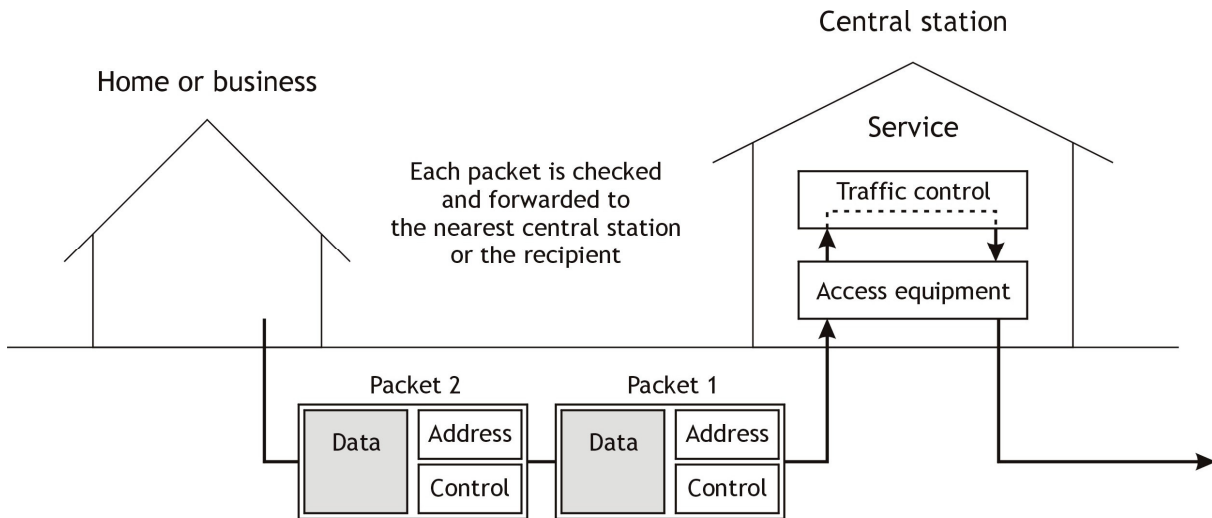 Central station
Home or business
Service
Each packet is checked
and forwarded to
the nearest central station
or the recipient
Traffic control
Access equipment
Packet 2
Packet 1
Data
Address
Control
Data
Address
Control